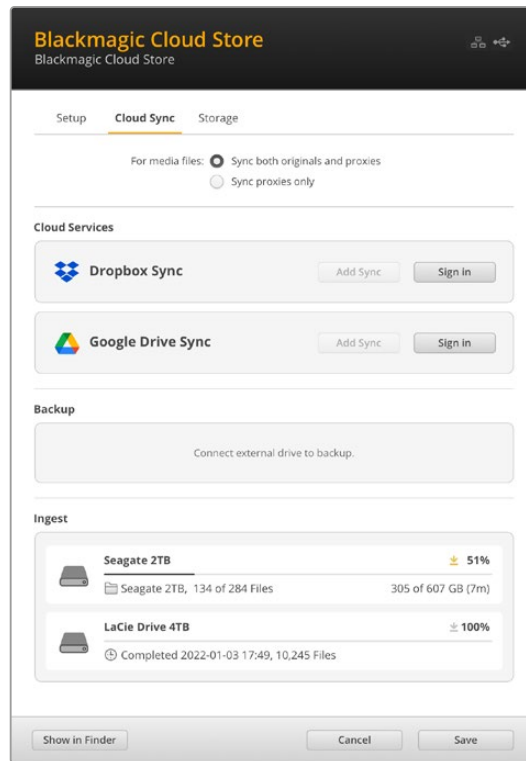 Blackmagic Cloud Store
Blackmagic Cloud Store
Setup Cloud Sync Storage
For media files: Sync both originals and proxies
Sync proxies only
Cloud Services
Dropbox Sync Add Sync Sign in
Google Drive Sync Add Sync Sign in
Backup
Connect external drive to backup.
Ingest
Seagate 2TB 51%
Seagate 2TB, 134 of 284 Files 305 of 607 GB (7m)
LaCie Drive 4TB 100%
Completed 2022-01-03 17:49, 10,245 Files
Show in Finder Cancel Save